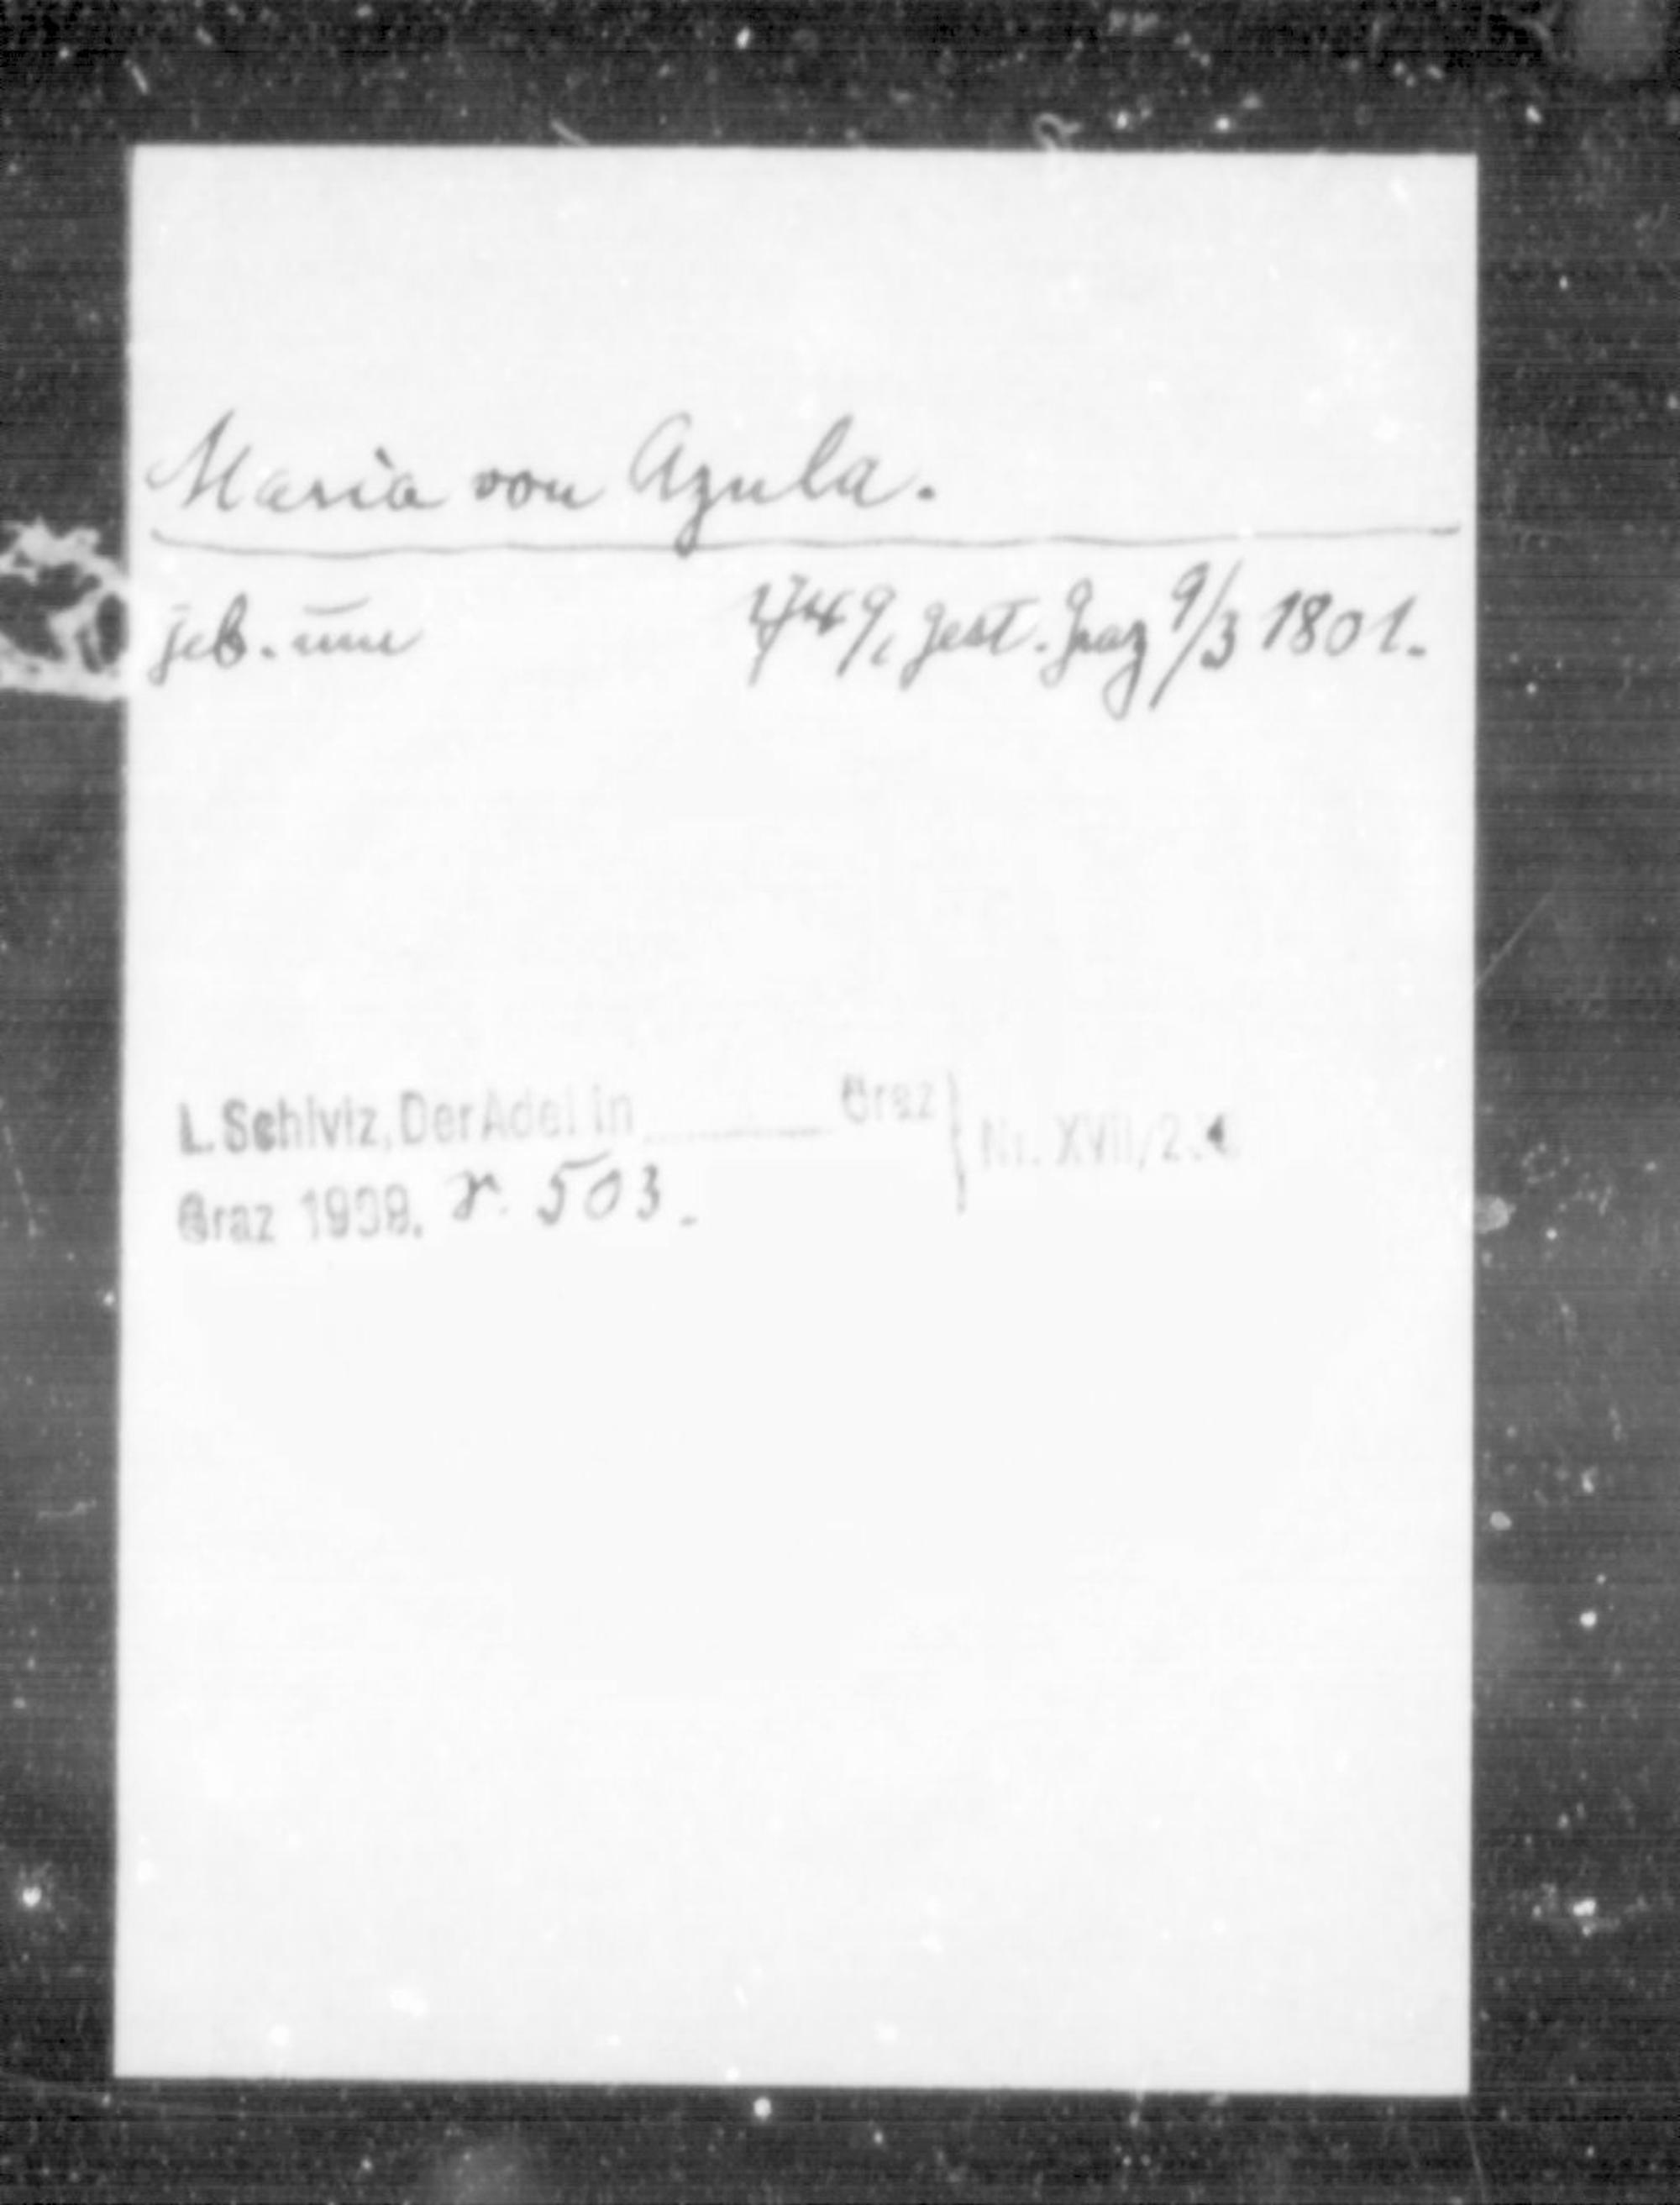 Maria von Azula.
geb. um̅ 1749, gest. Graz 9/3 1801.
L. Schiviz, Der Adel in Graz
Graz 1909. r. 503.
Nr. XVII/2.